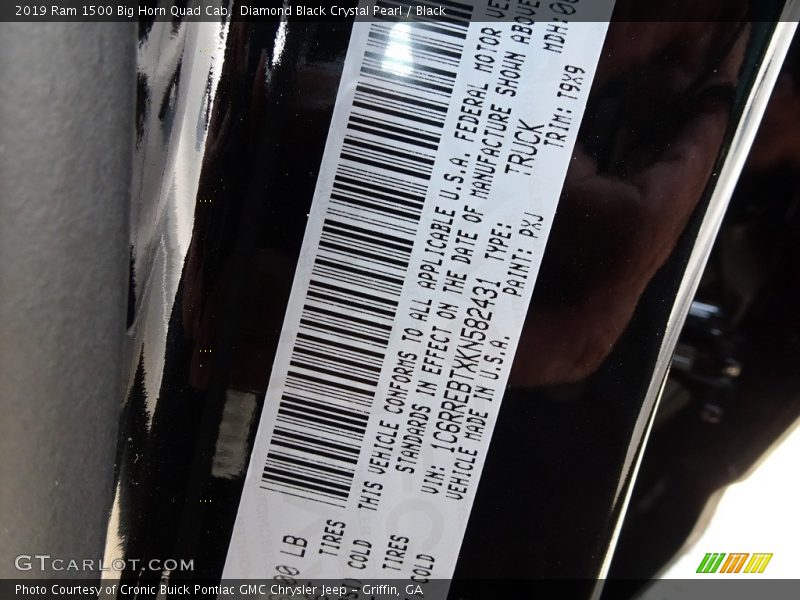 2019 Ram 1500 Big Horn Quad Cab, Diamond Black Crystal Pearl / Black
THIS VEHICLE CONFORMS TO ALL APPLICABLE U.S.A. FEDERAL MOTOR
STANDARDS IN EFFECT ON THE DATE OF MANUFACTURE SHOWN ABOVE
VIN: 1C6RREBTXKN582431 TYPE: TRUCK MDH:
VEHICLE MADE IN U.S.A. PAINT: PXJ TRIM: T9X9
LB
TIRES
COLD
TIRES
COLD
GTCARLOT.COM
Photo Courtesy of Cronic Buick Pontiac GMC Chrysler Jeep - Griffin, GA